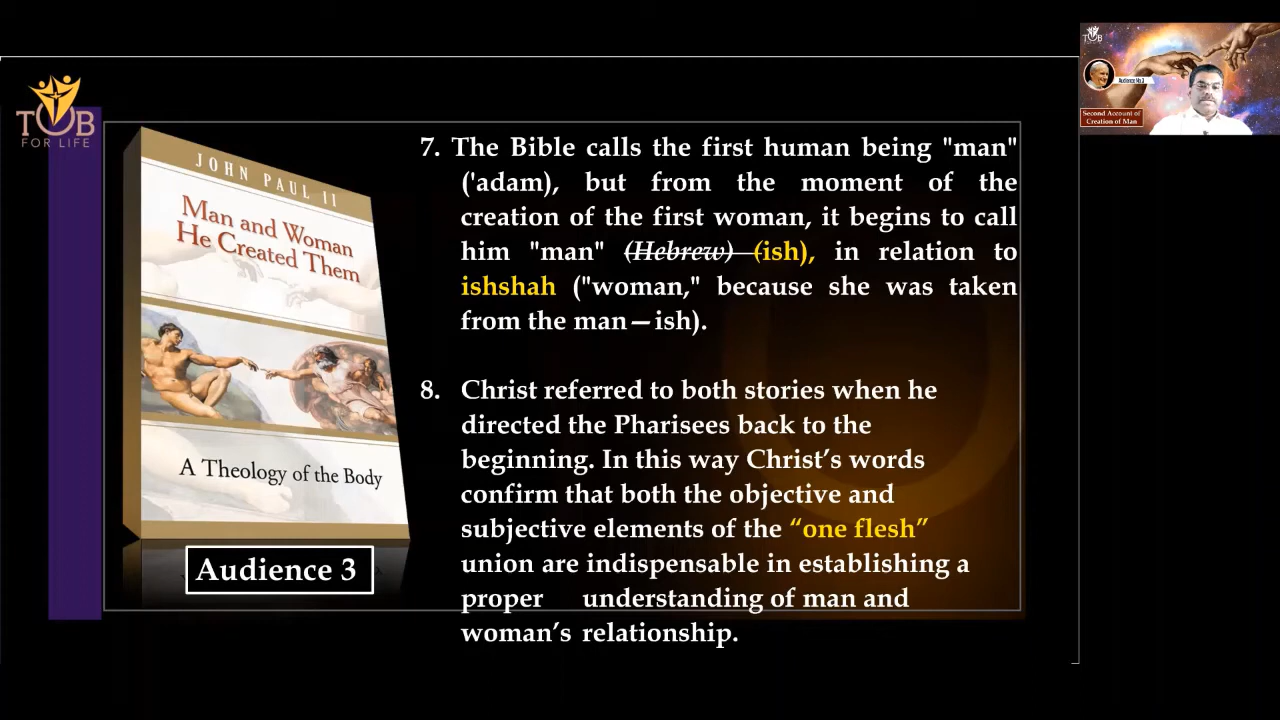 TOB
FOR LIFE
JOHN PAUL II
Man and Woman
He Created Them
A Theology of the Body
Audience 3
7. The Bible calls the first human being "man"
('adam), but from the moment of the
creation of the first woman, it begins to call
him "man" (Hebrew) (ish), in relation to
ishshah ("woman," because she was taken
from the man—ish).
8. Christ referred to both stories when he
directed the Pharisees back to the
beginning. In this way Christ's words
confirm that both the objective and
subjective elements of the "one flesh"
union are indispensable in establishing a
proper understanding of man and
woman's relationship.
TOB
Audience No.3
Second Account of
Creation of Man